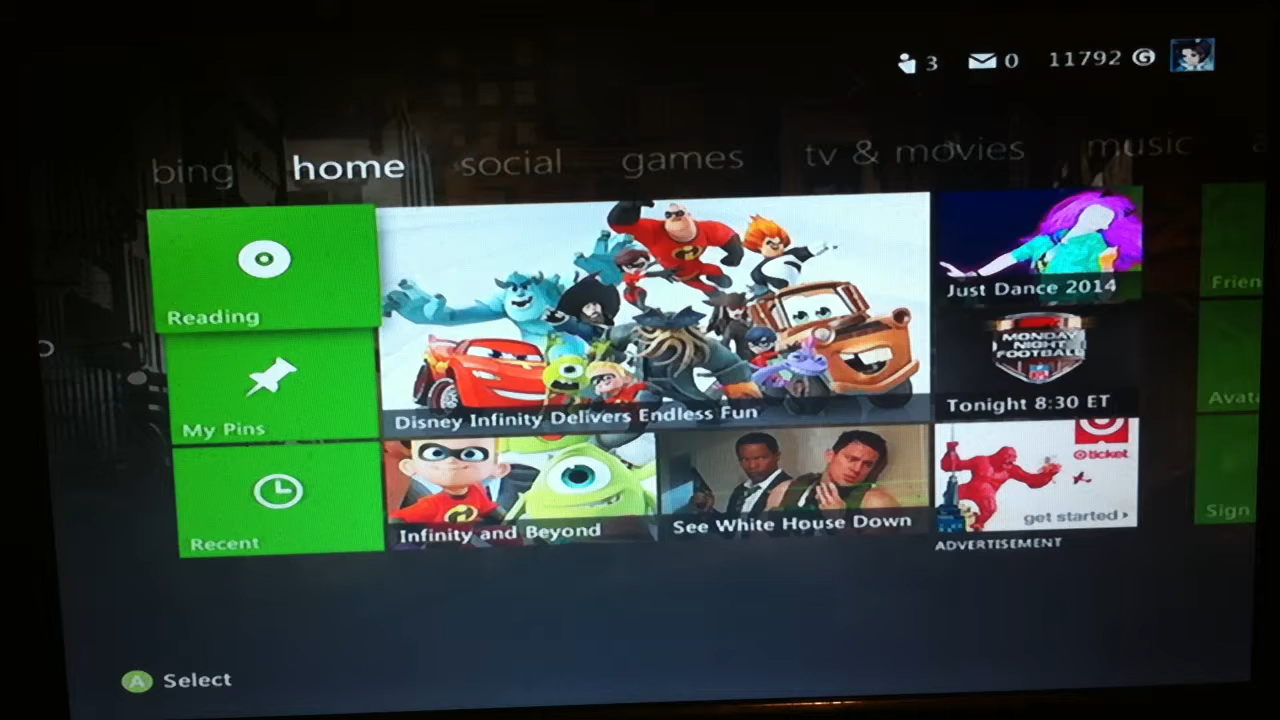 3 0 11792 G
bing home social games tv & movies music
Reading
My Pins
Recent
Disney Infinity Delivers Endless Fun
Infinity and Beyond
See White House Down
Just Dance 2014
MONDAY
NIGHT
FOOTBALL
Tonight 8:30 ET
ticket
get started
ADVERTISEMENT
Frien
Avata
Sign
A Select